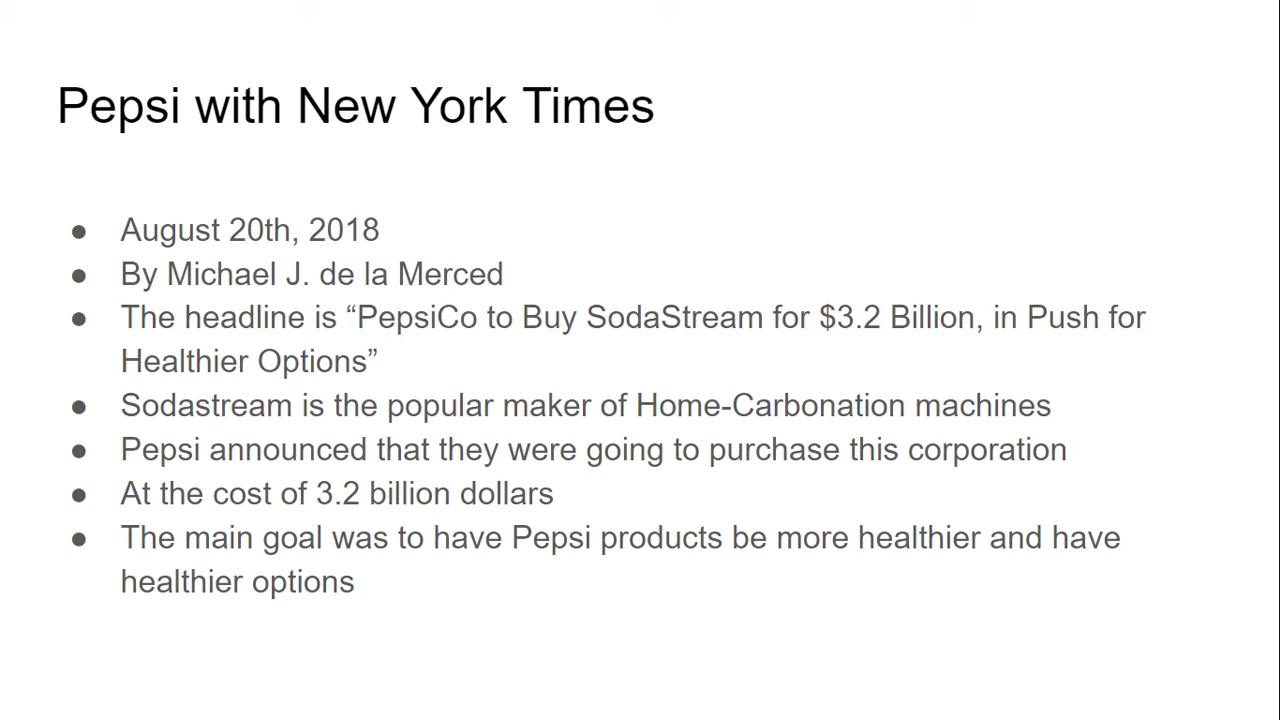 Pepsi with New York Times
● August 20th, 2018
● By Michael J. de la Merced
● The headline is “PepsiCo to Buy SodaStream for $3.2 Billion, in Push for
Healthier Options”
● Sodastream is the popular maker of Home-Carbonation machines
● Pepsi announced that they were going to purchase this corporation
● At the cost of 3.2 billion dollars
● The main goal was to have Pepsi products be more healthier and have
healthier options